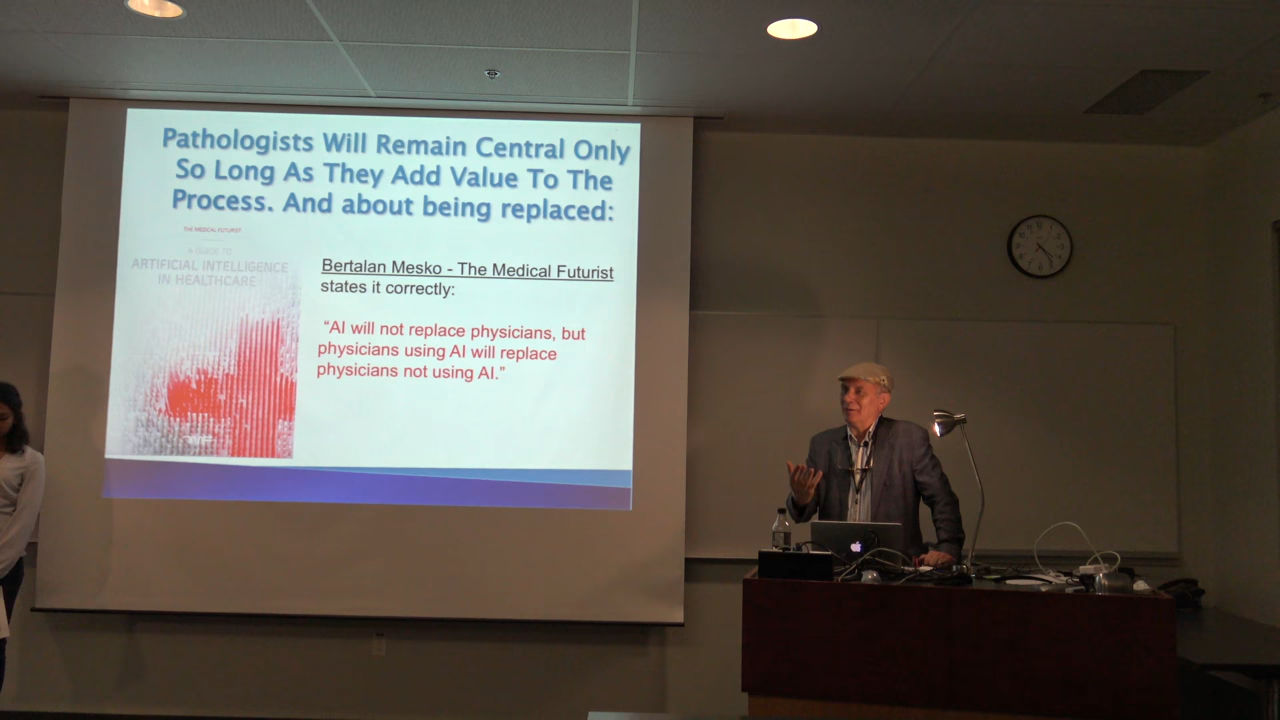 Pathologists Will Remain Central Only
So Long As They Add Value To The
Process. And about being replaced:
THE MEDICAL FUTURIST
A GUIDE TO
ARTIFICIAL INTELLIGENCE
IN HEALTHCARE
Bertalan Mesko - The Medical Futurist
states it correctly:
“AI will not replace physicians, but
physicians using AI will replace
physicians not using AI.”